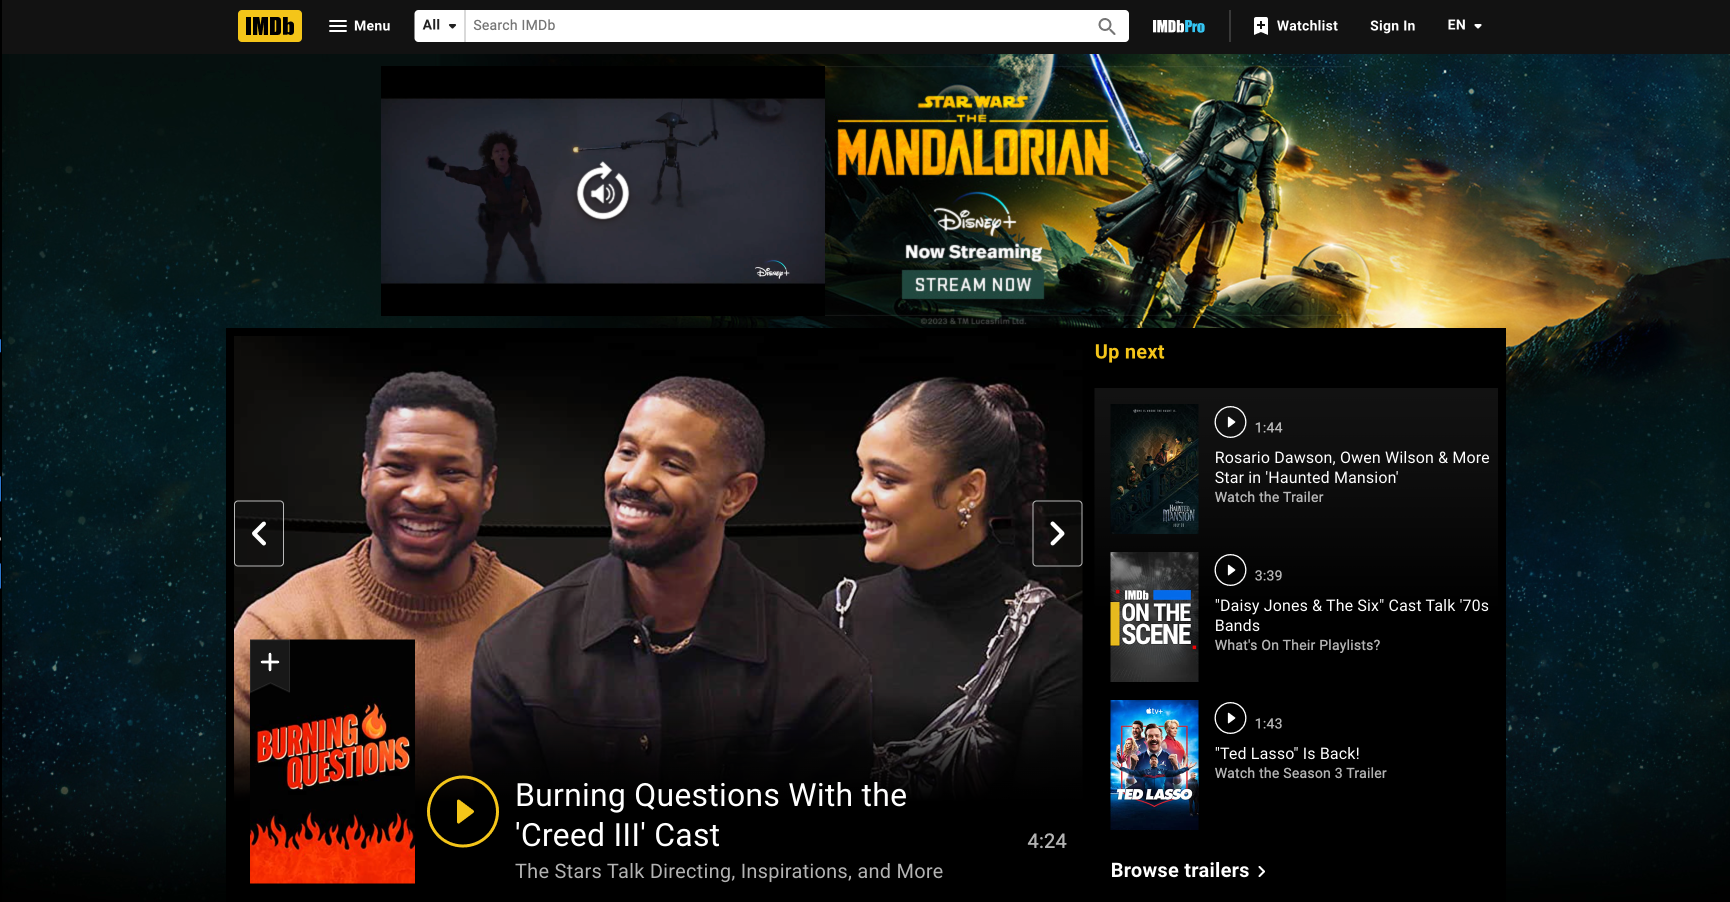 IMDb
Menu
All
Search IMDb
IMDbPro
Watchlist
Sign In
EN
Disney+
STAR WARS
THE
MANDALORIAN
Disney+
Now Streaming
STREAM NOW
©2023 & TM Lucasfilm Ltd.
BURNING
QUESTIONS
Burning Questions With the
'Creed III' Cast
4:24
The Stars Talk Directing, Inspirations, and More
Up next
HAUNTED
MANSION
1:44
Rosario Dawson, Owen Wilson & More
Star in 'Haunted Mansion'
Watch the Trailer
IMDb
ON THE
SCENE
3:39
"Daisy Jones & The Six" Cast Talk '70s
Bands
What's On Their Playlists?
tv+
TED LASSO
1:43
"Ted Lasso" Is Back!
Watch the Season 3 Trailer
Browse trailers